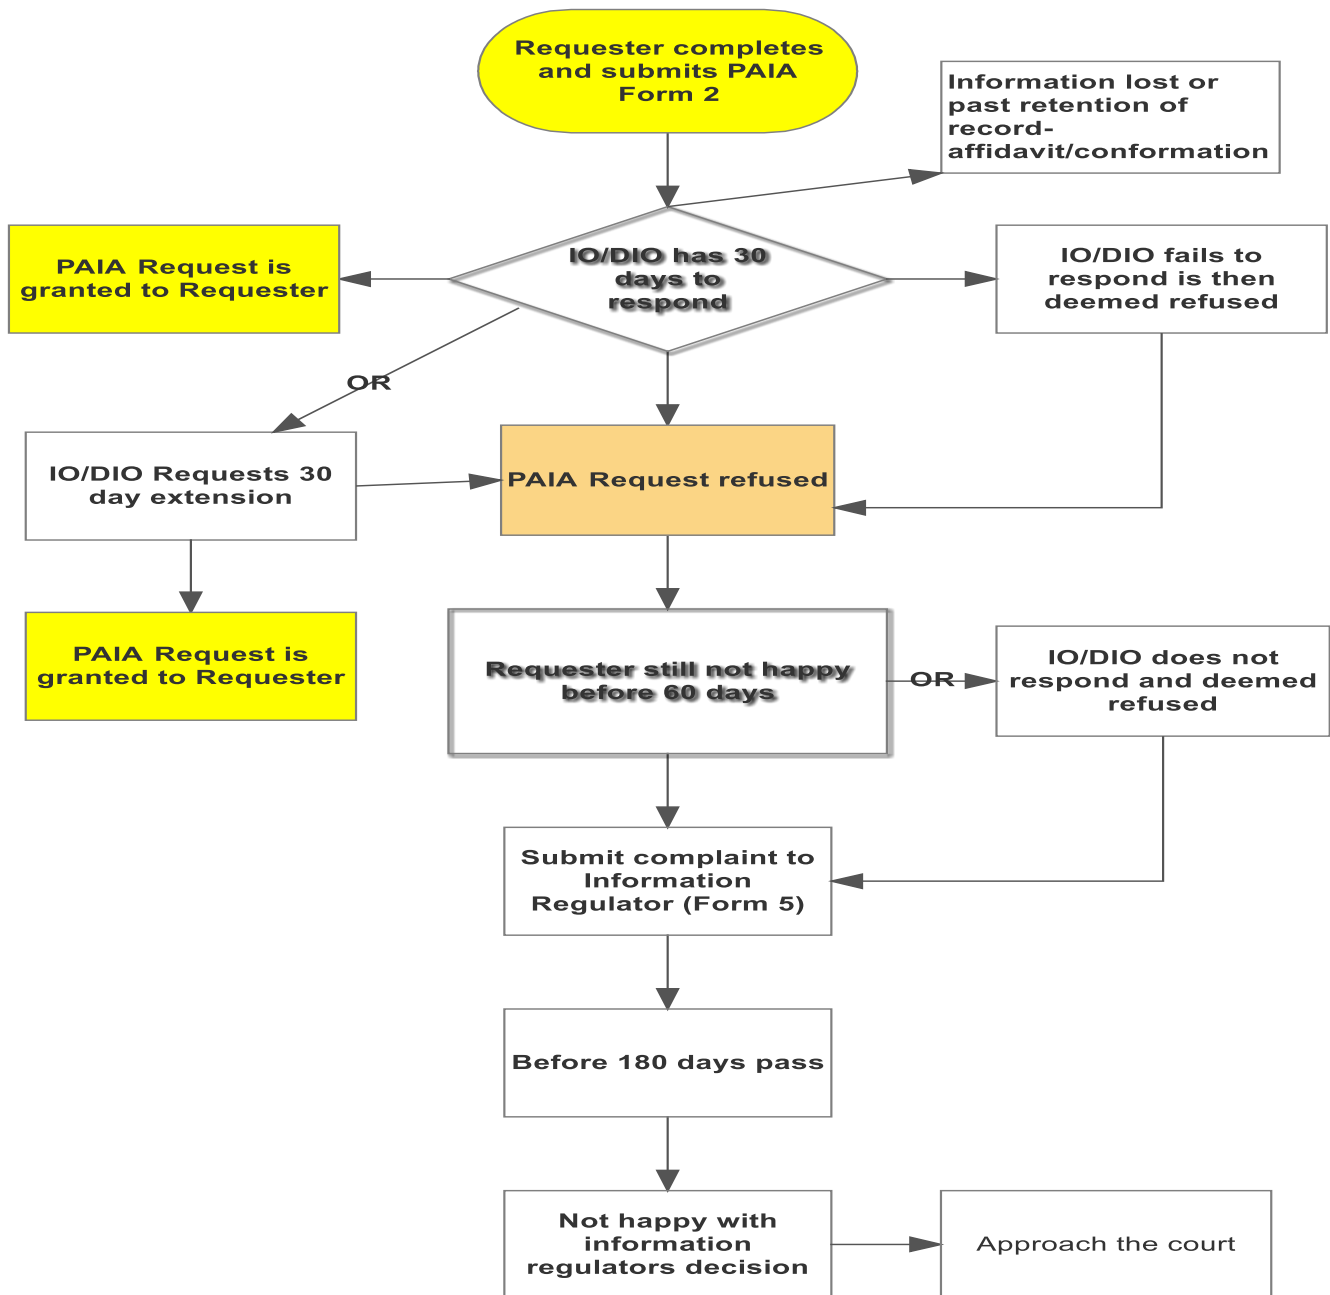 Requester completes
and submits PAIA
Form 2
Information lost or
past retention of
record-
affidavit/conformation
PAIA Request is
granted to Requester
IO/DIO has 30
days to
respond
IO/DIO fails to
respond is then
deemed refused
OR
IO/DIO Requests 30
day extension
PAIA Request refused
PAIA Request is
granted to Requester
Requester still not happy
before 60 days
OR
IO/DIO does not
respond and deemed
refused
Submit complaint to
Information
Regulator (Form 5)
Before 180 days pass
Not happy with
information
regulators decision
Approach the court